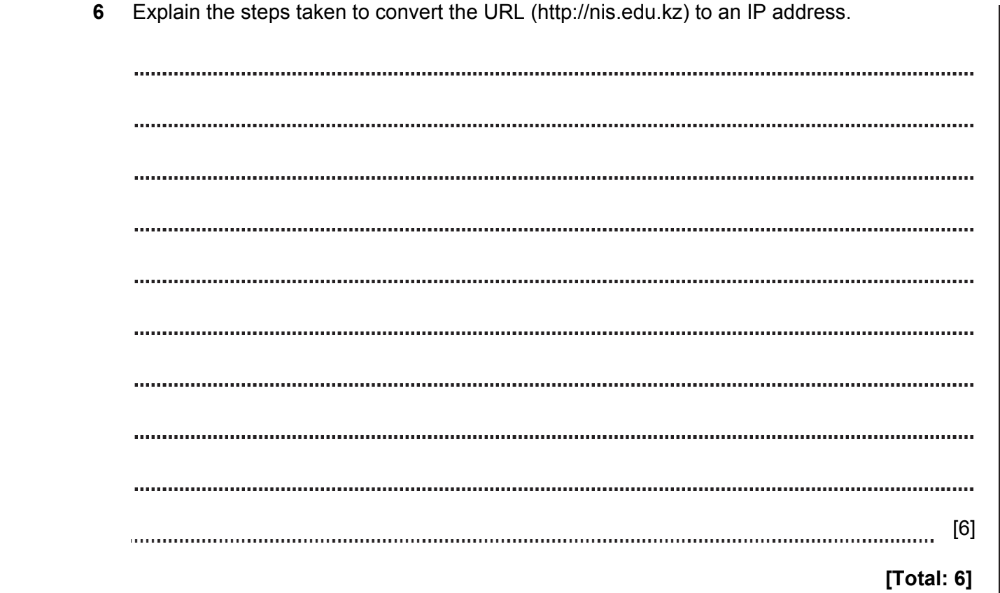 6 Explain the steps taken to convert the URL (http://nis.edu.kz) to an IP address.
[6]
[Total: 6]